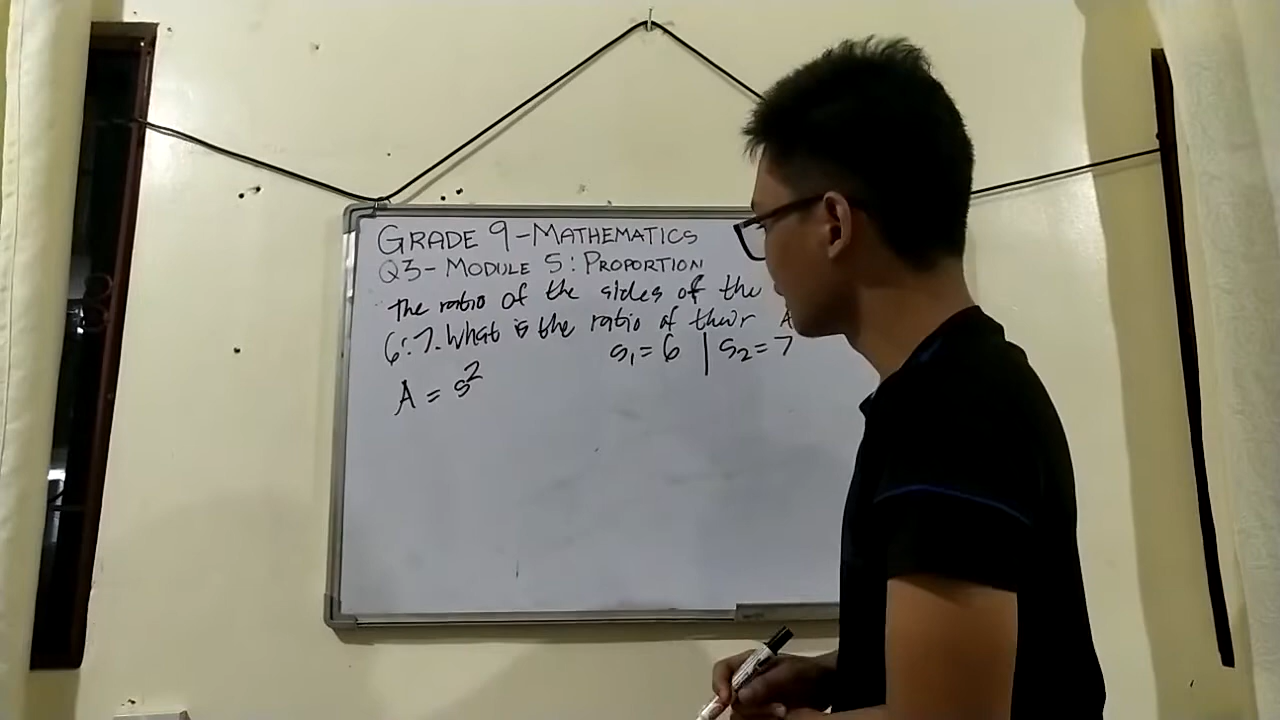 GRADE 9-MATHEMATICS
Q3-MODULE 5: PROPORTION
The ratio of the sides of the
6:7. What is the ratio of their A
s₁=6 | s₂=7
A = s²